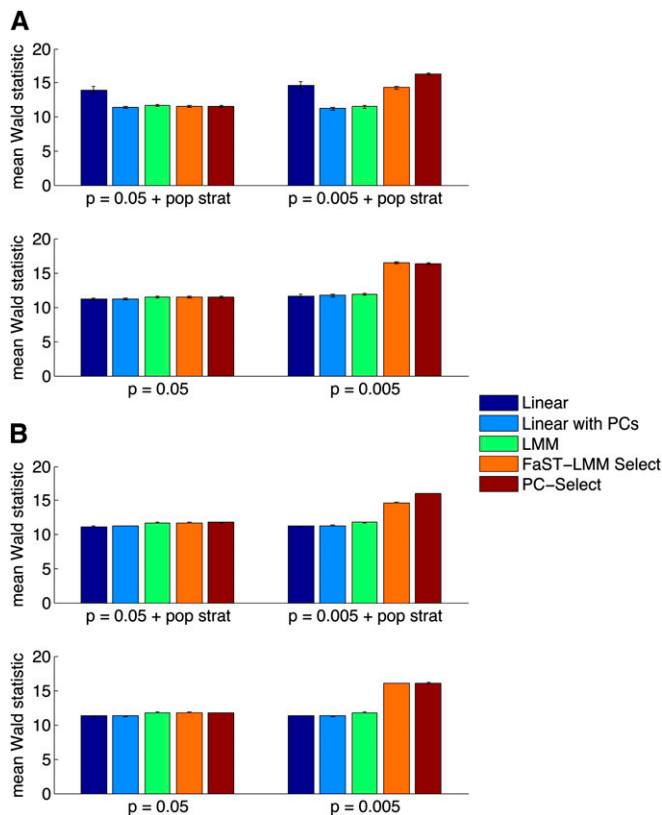 A
mean Wald statistic
20
15
10
5
0
p = 0.05 + pop strat
p = 0.005 + pop strat
mean Wald statistic
20
15
10
5
0
p = 0.05
p = 0.005
Linear
Linear with PCs
LMM
FaST-LMM Select
PC-Select
B
mean Wald statistic
20
15
10
5
0
p = 0.05 + pop strat
p = 0.005 + pop strat
mean Wald statistic
20
15
10
5
0
p = 0.05
p = 0.005